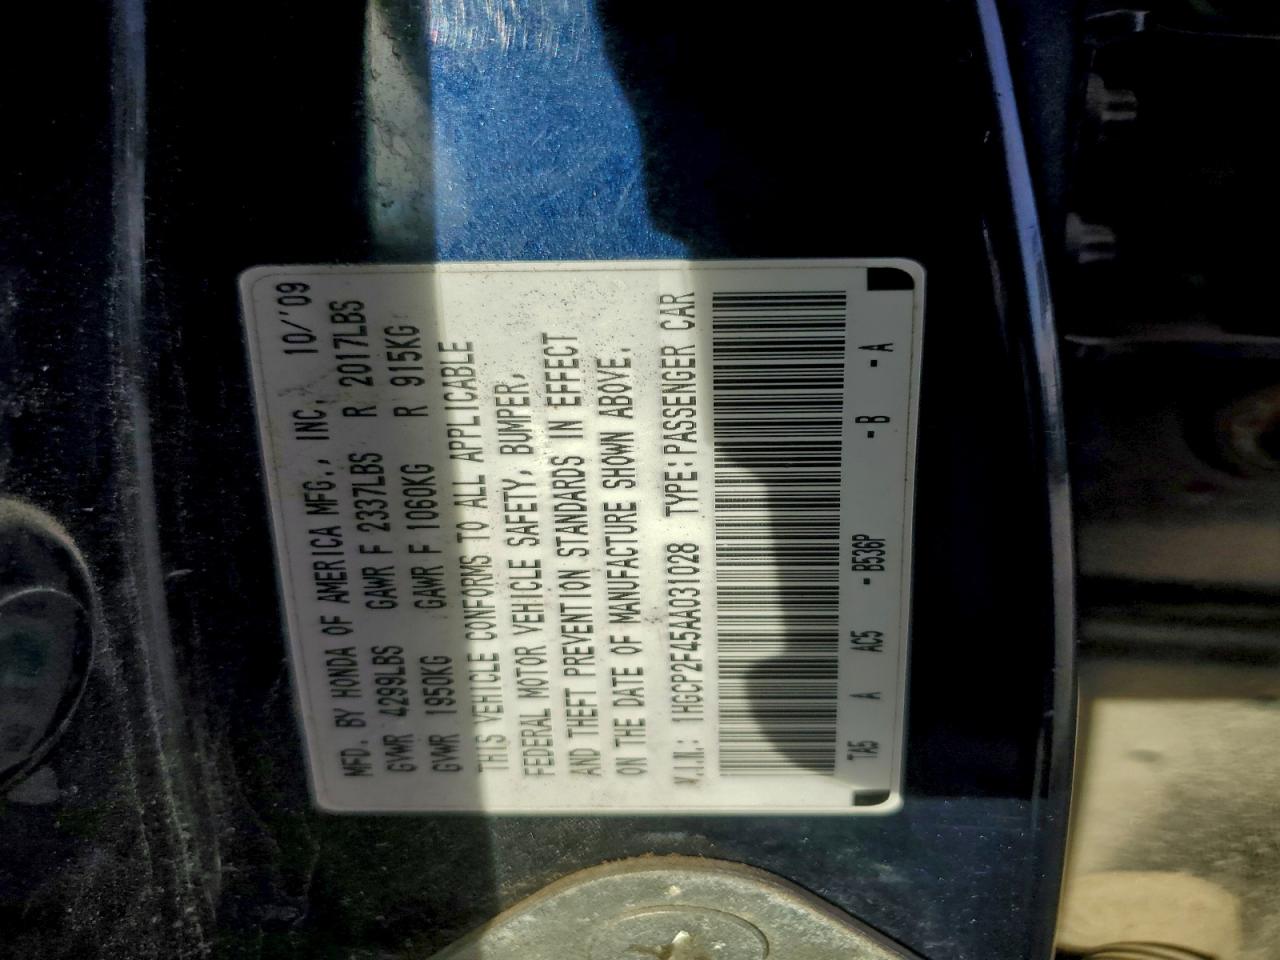 MFD. BY HONDA OF AMERICA MFG., INC. 10/'09
GVWR 4299LBS GAWR F 2337LBS R 2017LBS
GVWR 1950KG GAWR F 1060KG R 915KG
THIS VEHICLE CONFORMS TO ALL APPLICABLE
FEDERAL MOTOR VEHICLE SAFETY, BUMPER,
AND THEFT PREVENTION STANDARDS IN EFFECT
ON THE DATE OF MANUFACTURE SHOWN ABOVE.
V.I.N.: 1HGCP2F45AA031028 TYPE:PASSENGER CAR
TA5 A AC5 - B536P - B - A